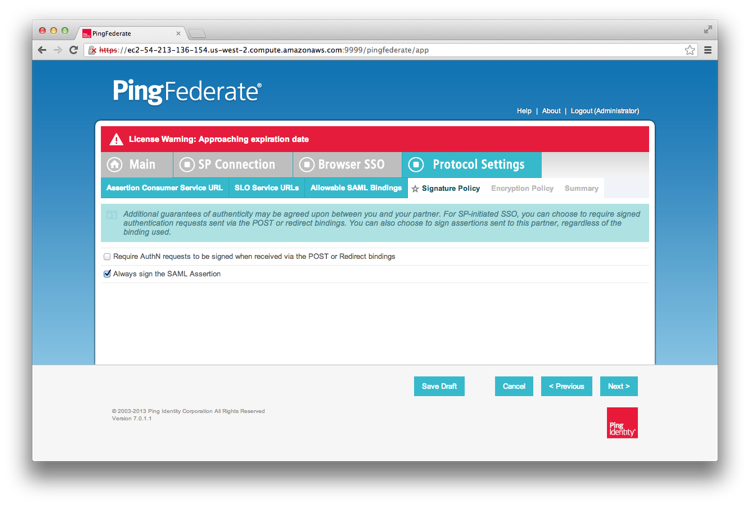 PingFederate
https://ec2-54-213-136-154.us-west-2.compute.amazonaws.com:9999/pingfederate/app
PingFederate®
Help | About | Logout (Administrator)
License Warning: Approaching expiration date
Main SP Connection Browser SSO Protocol Settings
Assertion Consumer Service URL SLO Service URLs Allowable SAML Bindings Signature Policy Encryption Policy Summary
Additional guarantees of authenticity may be agreed upon between you and your partner. For SP-initiated SSO, you can choose to require signed
authentication requests sent via the POST or redirect bindings. You can also choose to sign assertions sent to this partner, regardless of the
binding used.
Require AuthN requests to be signed when received via the POST or Redirect bindings
Always sign the SAML Assertion
Save Draft Cancel < Previous Next >
© 2003-2013 Ping Identity Corporation All Rights Reserved
Version 7.0.1.1
Ping
Identity®